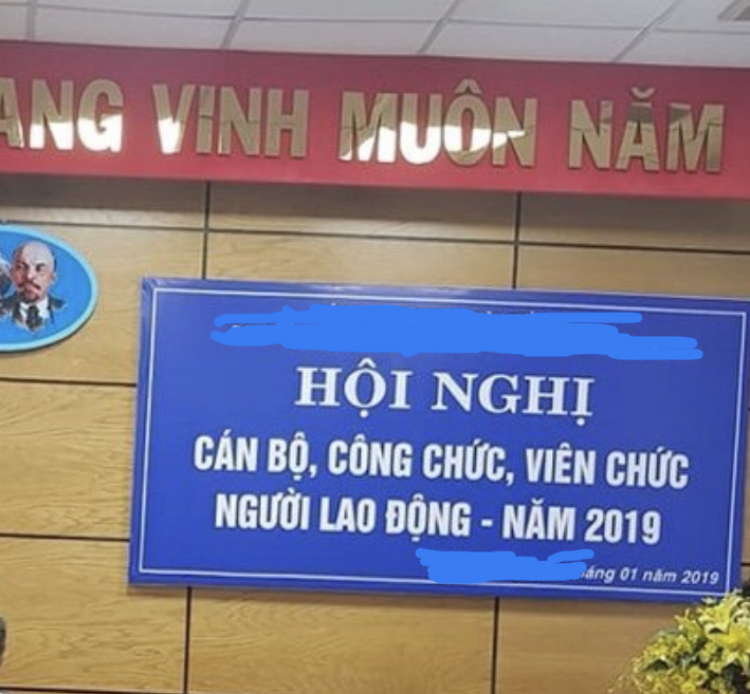 ANG VINH MUÔN NĂM
HỘI NGHỊ
CÁN BỘ, CÔNG CHỨC, VIÊN CHỨC
NGƯỜI LAO ĐỘNG - NĂM 2019
áng 01 năm 2019